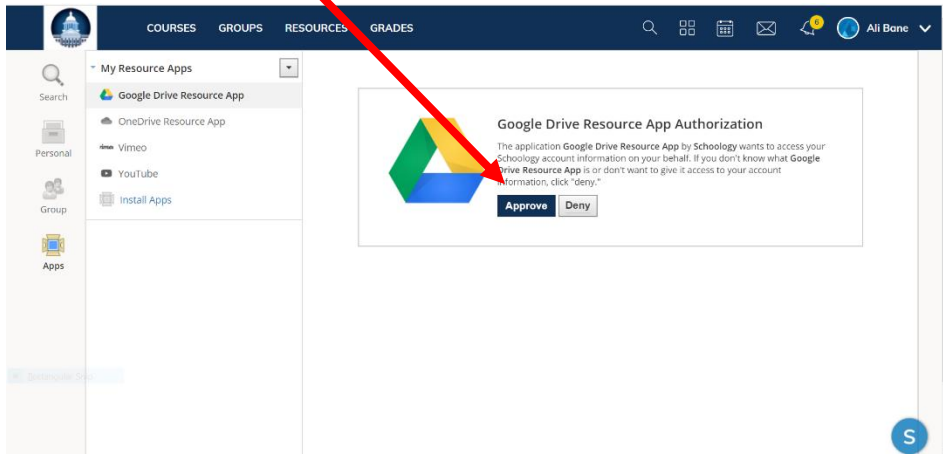 COURSES GROUPS RESOURCES GRADES 6 Ali Bane
Search
Personal
Group
Apps
My Resource Apps
Google Drive Resource App
OneDrive Resource App
vimeo Vimeo
YouTube
Install Apps
Google Drive Resource App Authorization
The application Google Drive Resource App by Schoology wants to access your
Schoology account information on your behalf. If you don't know what Google
Drive Resource App is or don't want to give it access to your account
information, click "deny."
Approve Deny
S